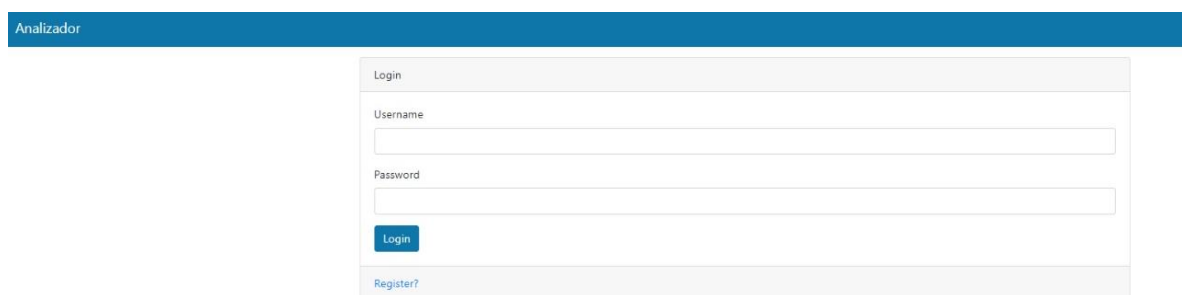 Analizador
Login
Username
Password
Login
Register?